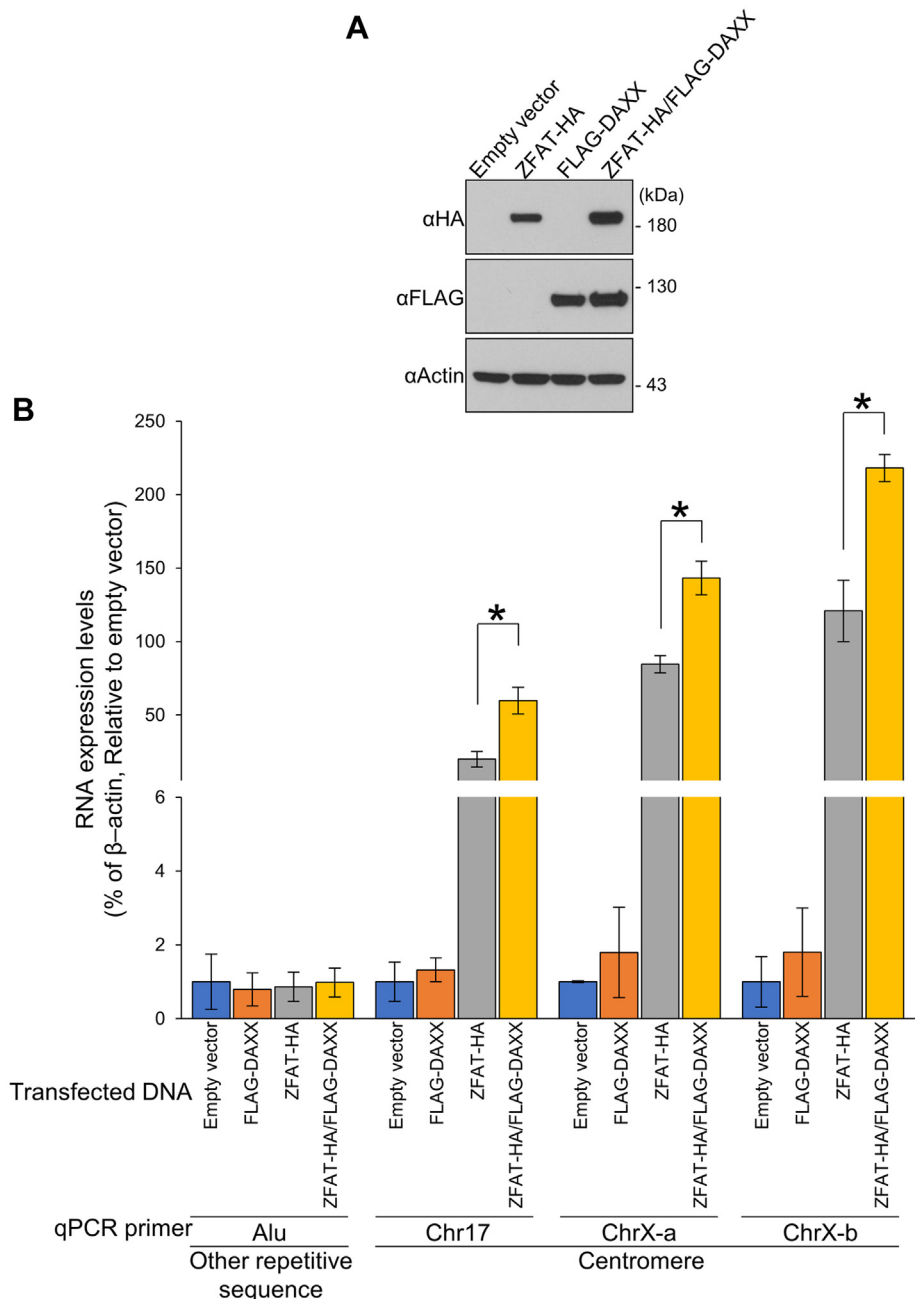 A
Empty vector
ZFAT-HA
FLAG-DAXX
ZFAT-HA/FLAG-DAXX
(kDa)
αHA
- 180
αFLAG
- 130
αActin
- 43
B
RNA expression levels
(% of β–actin, Relative to empty vector)
250
200
150
100
50
6
4
2
0
*
*
*
Transfected DNA
Empty vector
FLAG-DAXX
ZFAT-HA
ZFAT-HA/FLAG-DAXX
Empty vector
FLAG-DAXX
ZFAT-HA
ZFAT-HA/FLAG-DAXX
Empty vector
FLAG-DAXX
ZFAT-HA
ZFAT-HA/FLAG-DAXX
Empty vector
FLAG-DAXX
ZFAT-HA
ZFAT-HA/FLAG-DAXX
qPCR primer
Alu
Chr17
ChrX-a
ChrX-b
Other repetitive
sequence
Centromere